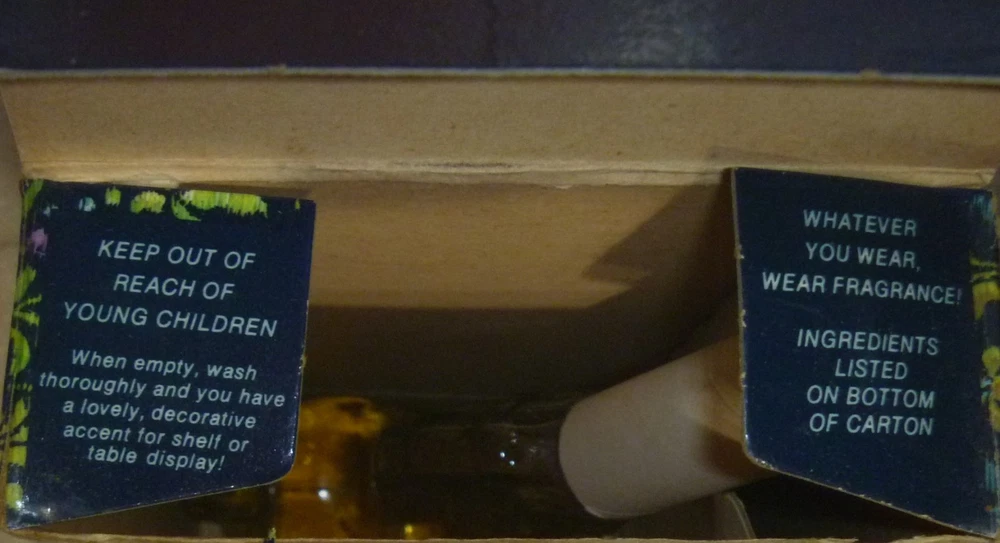 KEEP OUT OF
REACH OF
YOUNG CHILDREN
When empty, wash
thoroughly and you have
a lovely, decorative
accent for shelf or
table display!
WHATEVER
YOU WEAR,
WEAR FRAGRANCE!
INGREDIENTS
LISTED
ON BOTTOM
OF CARTON